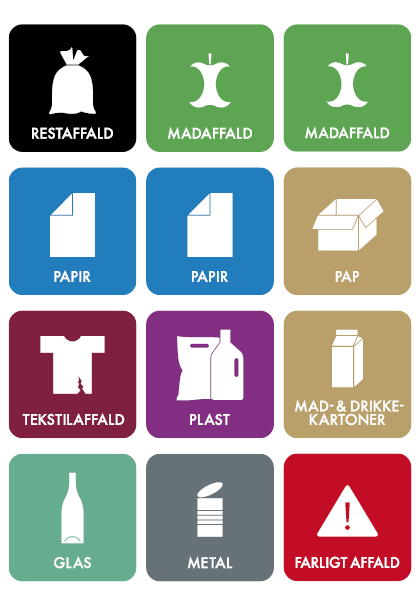 RESTAFFALD
MADAFFALD
MADAFFALD
PAPIR
PAPIR
PAP
TEKSTILAFFALD
PLAST
MAD- & DRIKKE-
KARTONER
GLAS
METAL
FARLIGT AFFALD